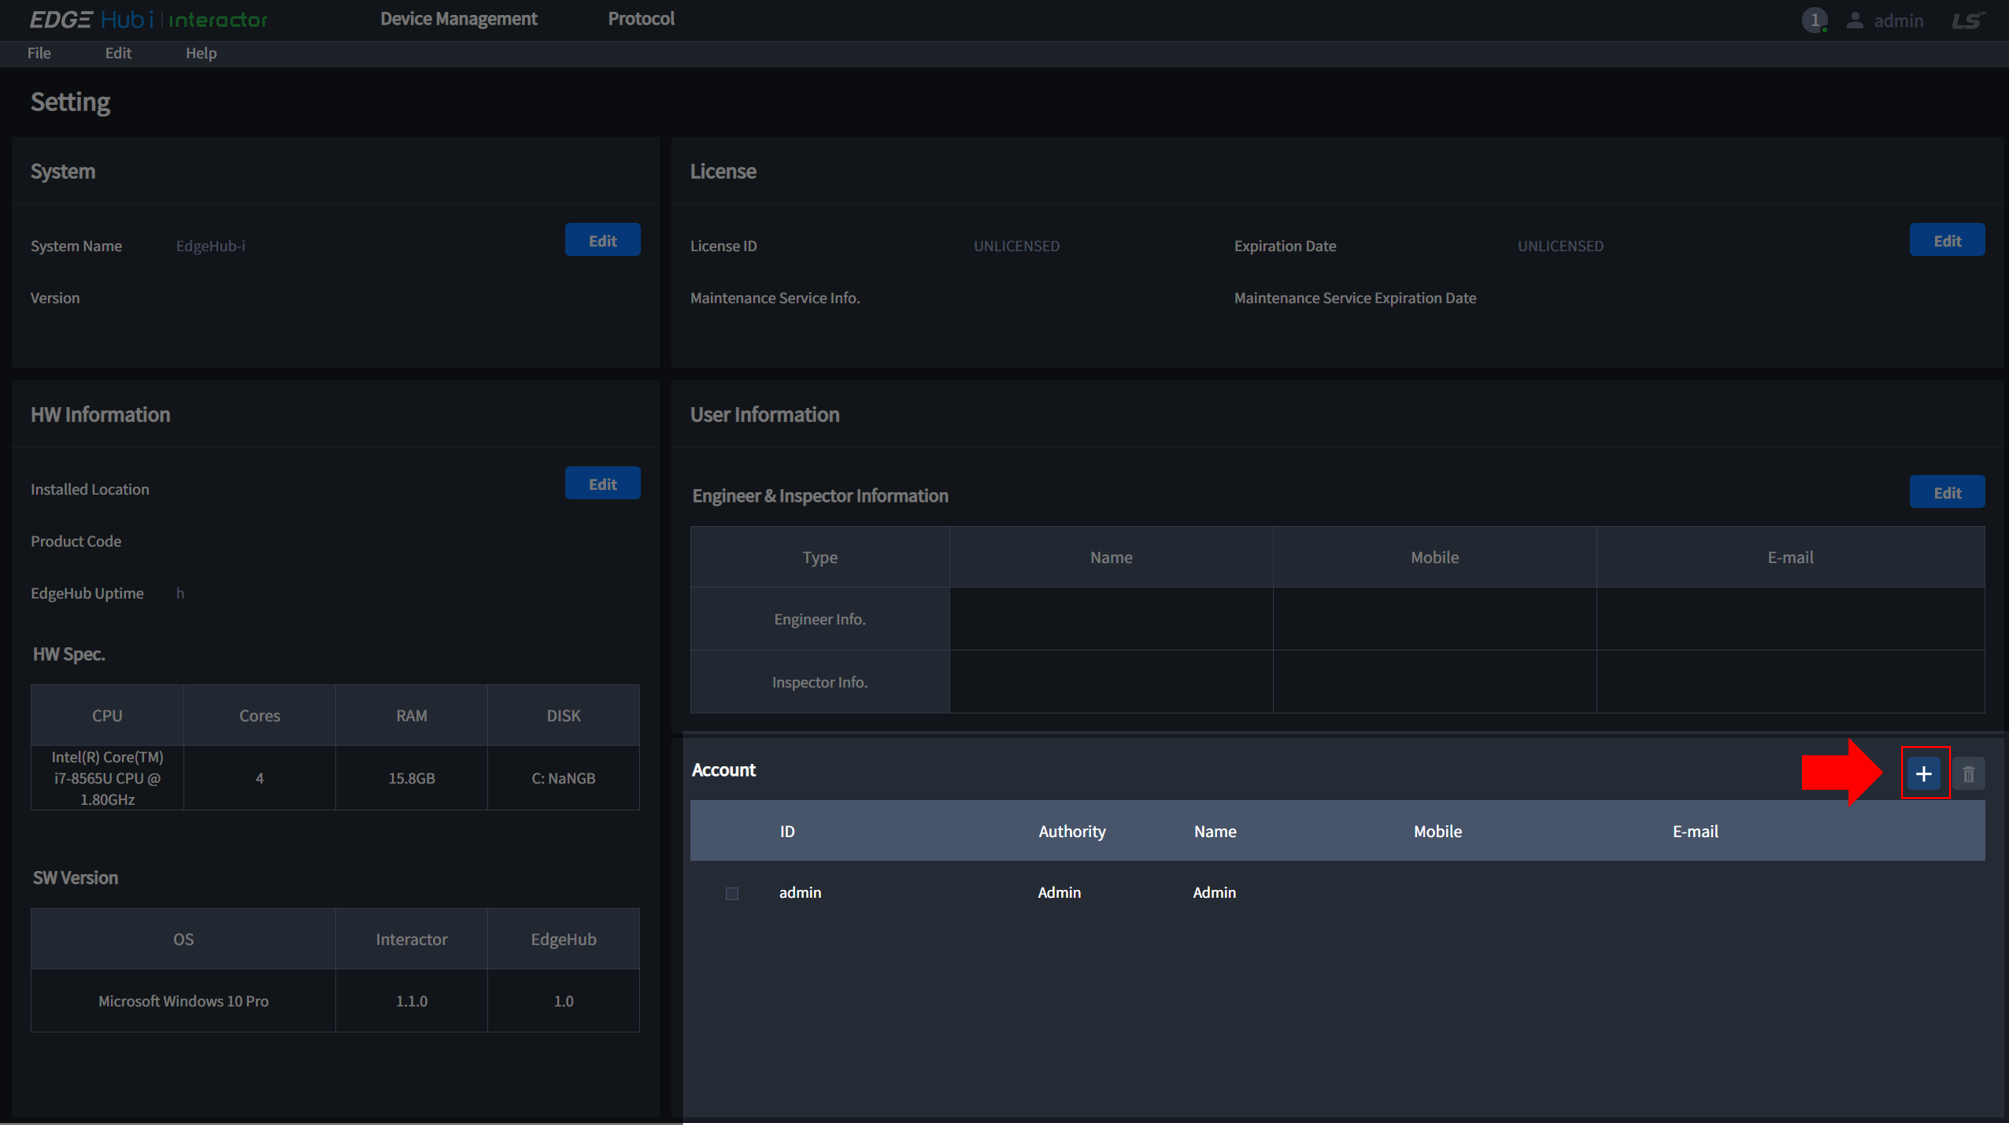 EDGE Hub i | interactor
Device Management
Protocol
1
admin
LS
File
Edit
Help
Setting
System
System Name
EdgeHub-i
Edit
Version
License
License ID
UNLICENSED
Expiration Date
UNLICENSED
Edit
Maintenance Service Info.
Maintenance Service Expiration Date
HW Information
Installed Location
Edit
Product Code
EdgeHub Uptime
h
HW Spec.
CPU
Cores
RAM
DISK
Intel(R) Core(TM)
i7-8565U CPU @
1.80GHz
4
15.8GB
C: NaNGB
SW Version
OS
Interactor
EdgeHub
Microsoft Windows 10 Pro
1.1.0
1.0
User Information
Engineer & Inspector Information
Edit
Type
Name
Mobile
E-mail
Engineer Info.
Inspector Info.
Account
ID
Authority
Name
Mobile
E-mail
admin
Admin
Admin